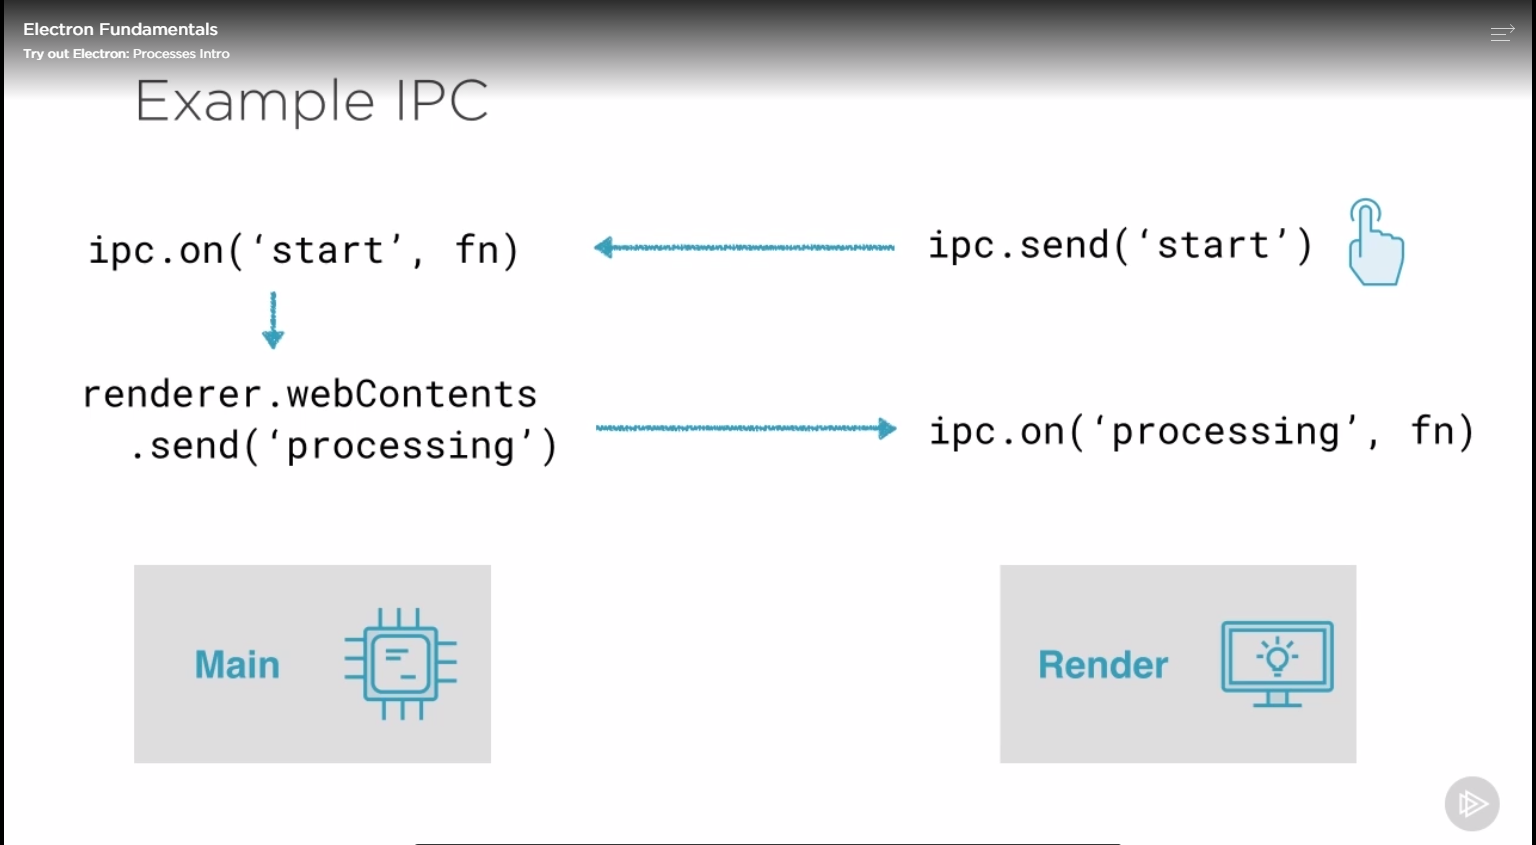 Electron Fundamentals
Try out Electron: Processes Intro
Example IPC
ipc.on(‘start’, fn)
ipc.send(‘start’)
renderer.webContents
.send(‘processing’)
ipc.on(‘processing’, fn)
Main
Render